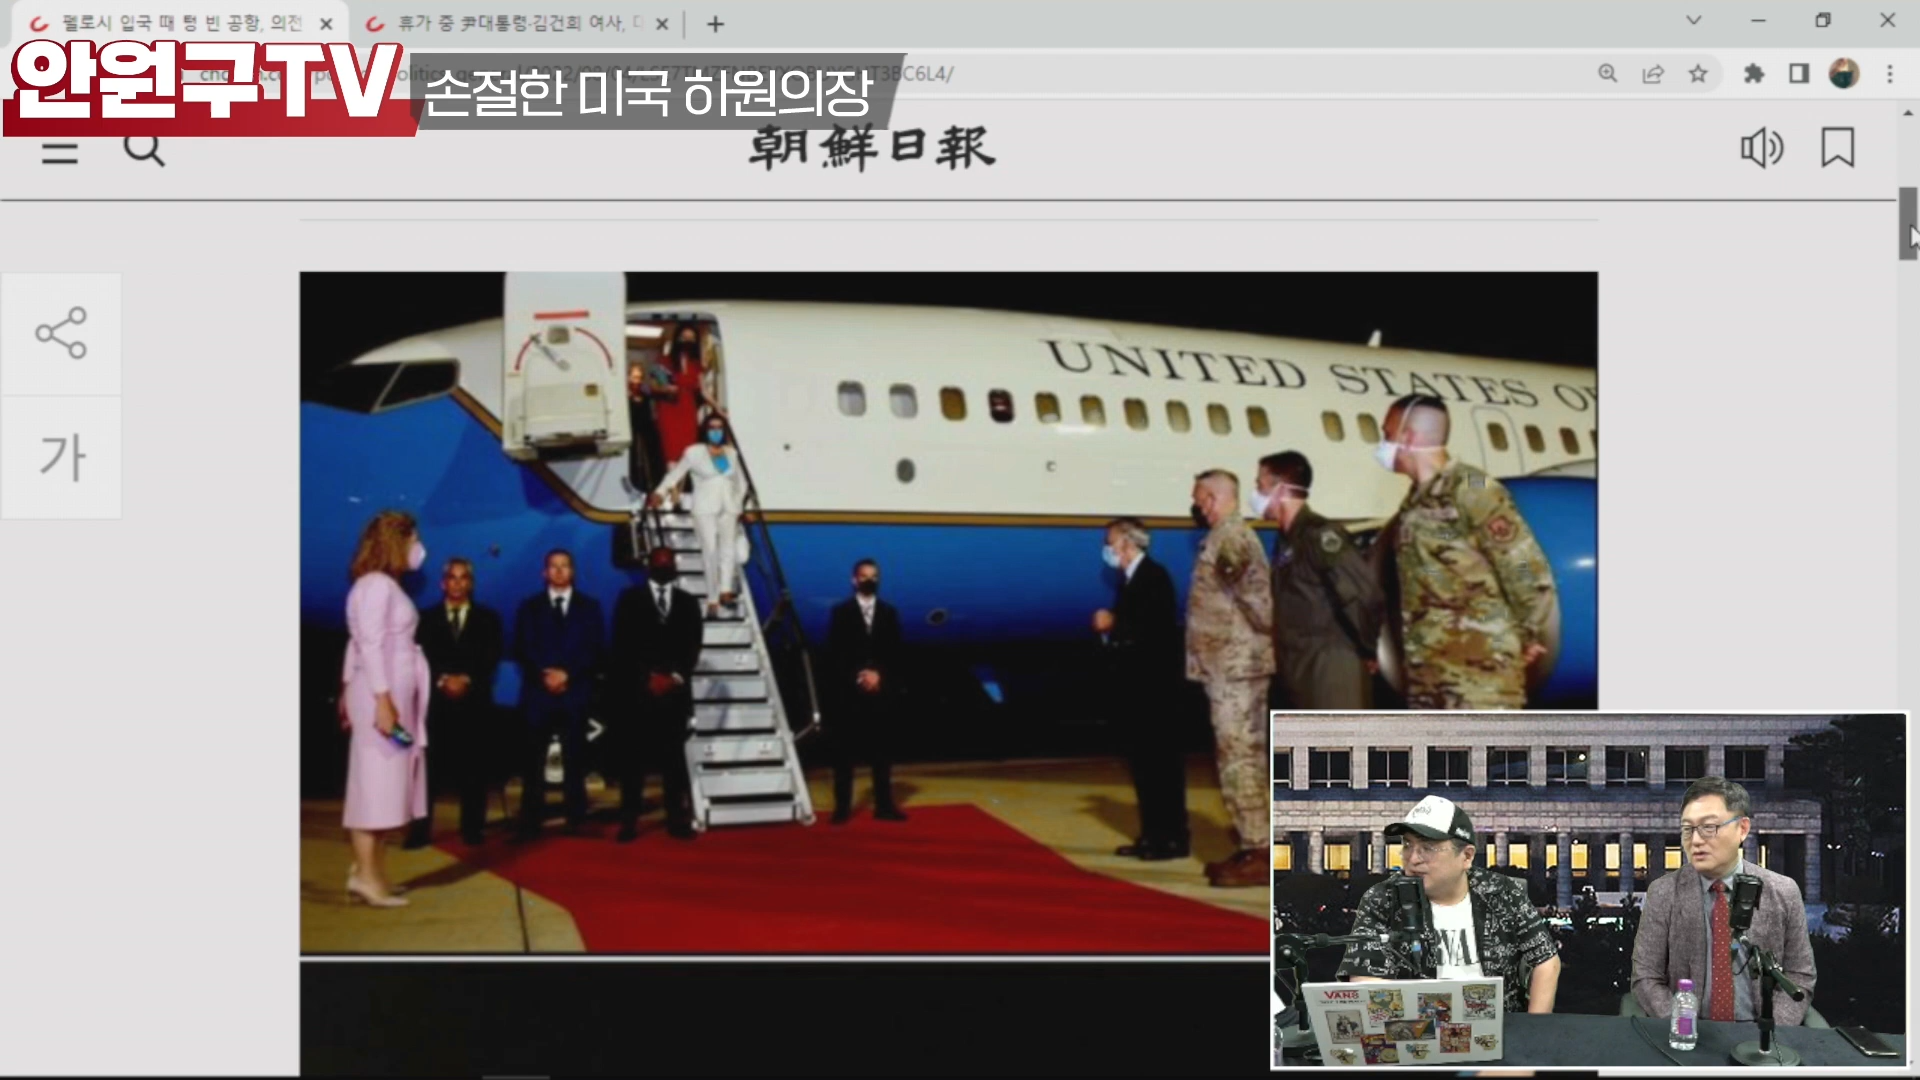 펠로시 입국 때 텅 빈 공항, 의전
휴가 중 尹대통령·김건희 여사,
안원구TV
손절한 미국 하원의장
朝鮮日報
가
UNITED STATES OF
VANS